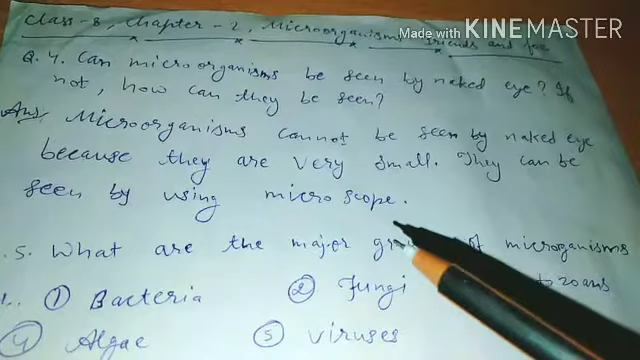 Made with KINEMASTER
Class-8, Chapter-2, Microorganisms Friends and foe
Q.4. Can microorganisms be seen by naked eye? If
not, how can they be seen?
Ans Microorganisms cannot be seen by naked eye
because they are very small. They can be
seen by using microscope.
.5. What are the major of microganisms
① Bacteria ② Fungi
④ Algae ⑤ Viruses